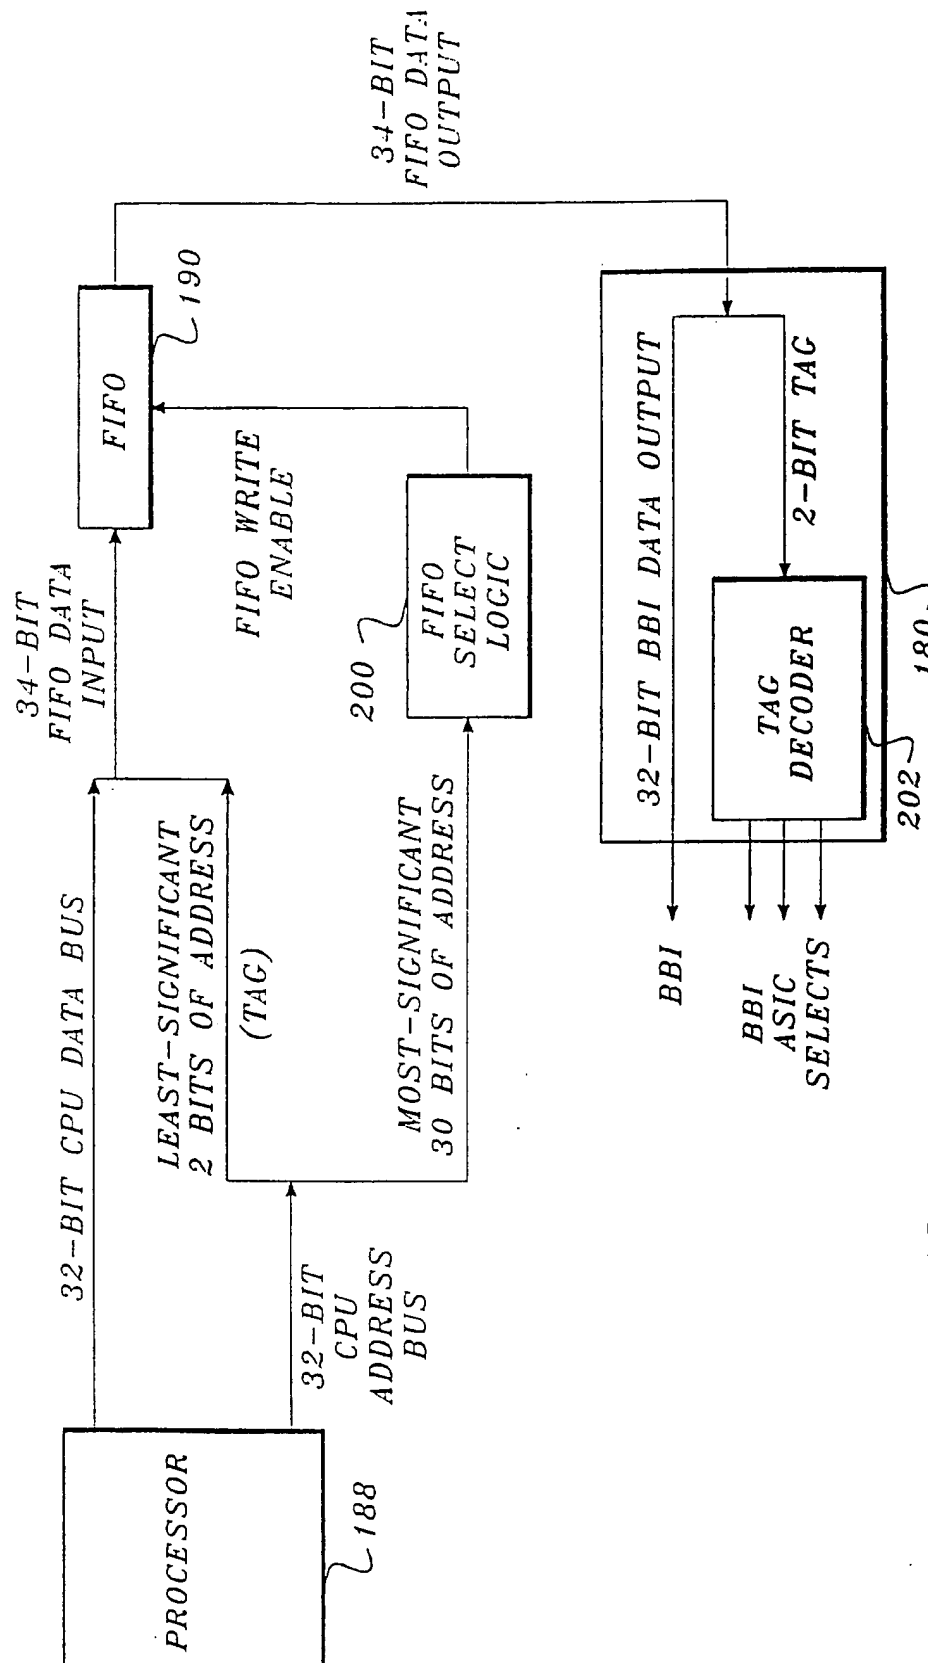 PROCESSOR
188
32-BIT CPU DATA BUS
32-BIT
CPU
ADDRESS
BUS
LEAST-SIGNIFICANT
2 BITS OF ADDRESS
(TAG)
MOST-SIGNIFICANT
30 BITS OF ADDRESS
34-BIT
FIFO DATA
INPUT
FIFO
190
FIFO WRITE
ENABLE
200
FIFO
SELECT
LOGIC
34-BIT
FIFO DATA
OUTPUT
32-BIT BBI DATA OUTPUT
2-BIT TAG
TAG
DECODER
202
180
BBI
BBI
ASIC
SELECTS